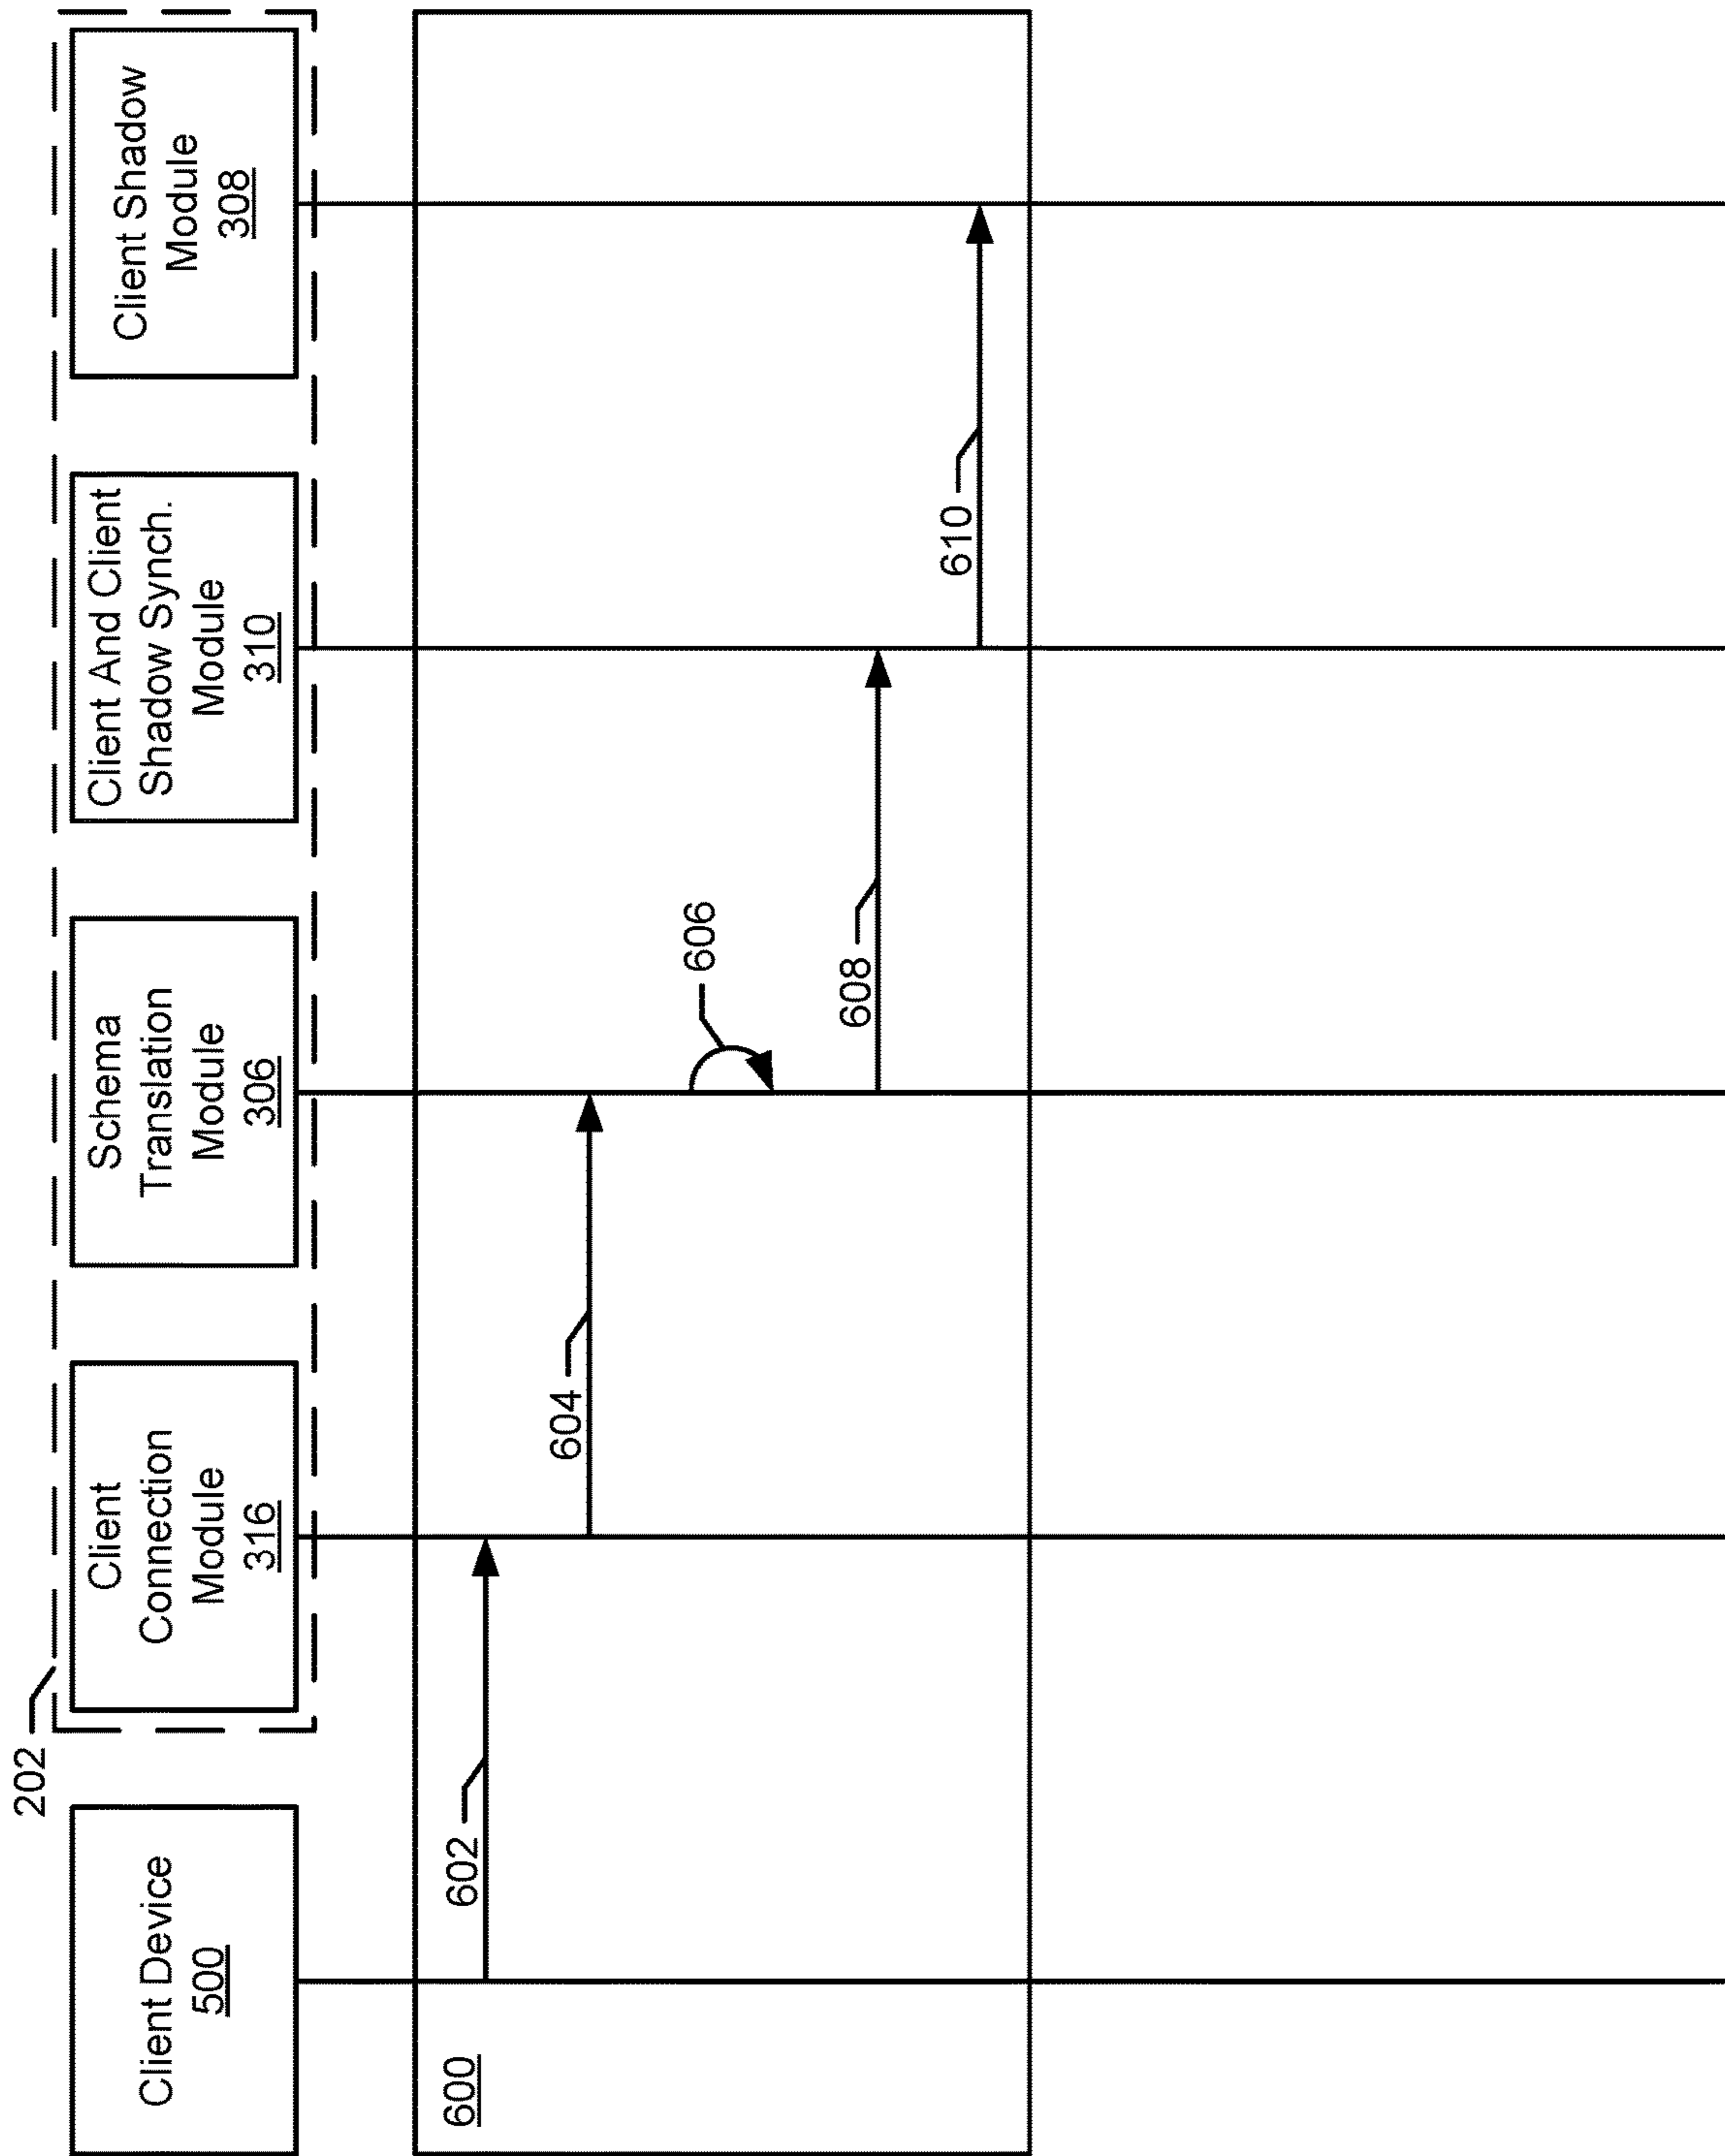 202
Client Device
500
Client
Connection
Module
316
Schema
Translation
Module
306
Client And Client
Shadow Synch.
Module
310
Client Shadow
Module
308
600
602
604
606
608
610